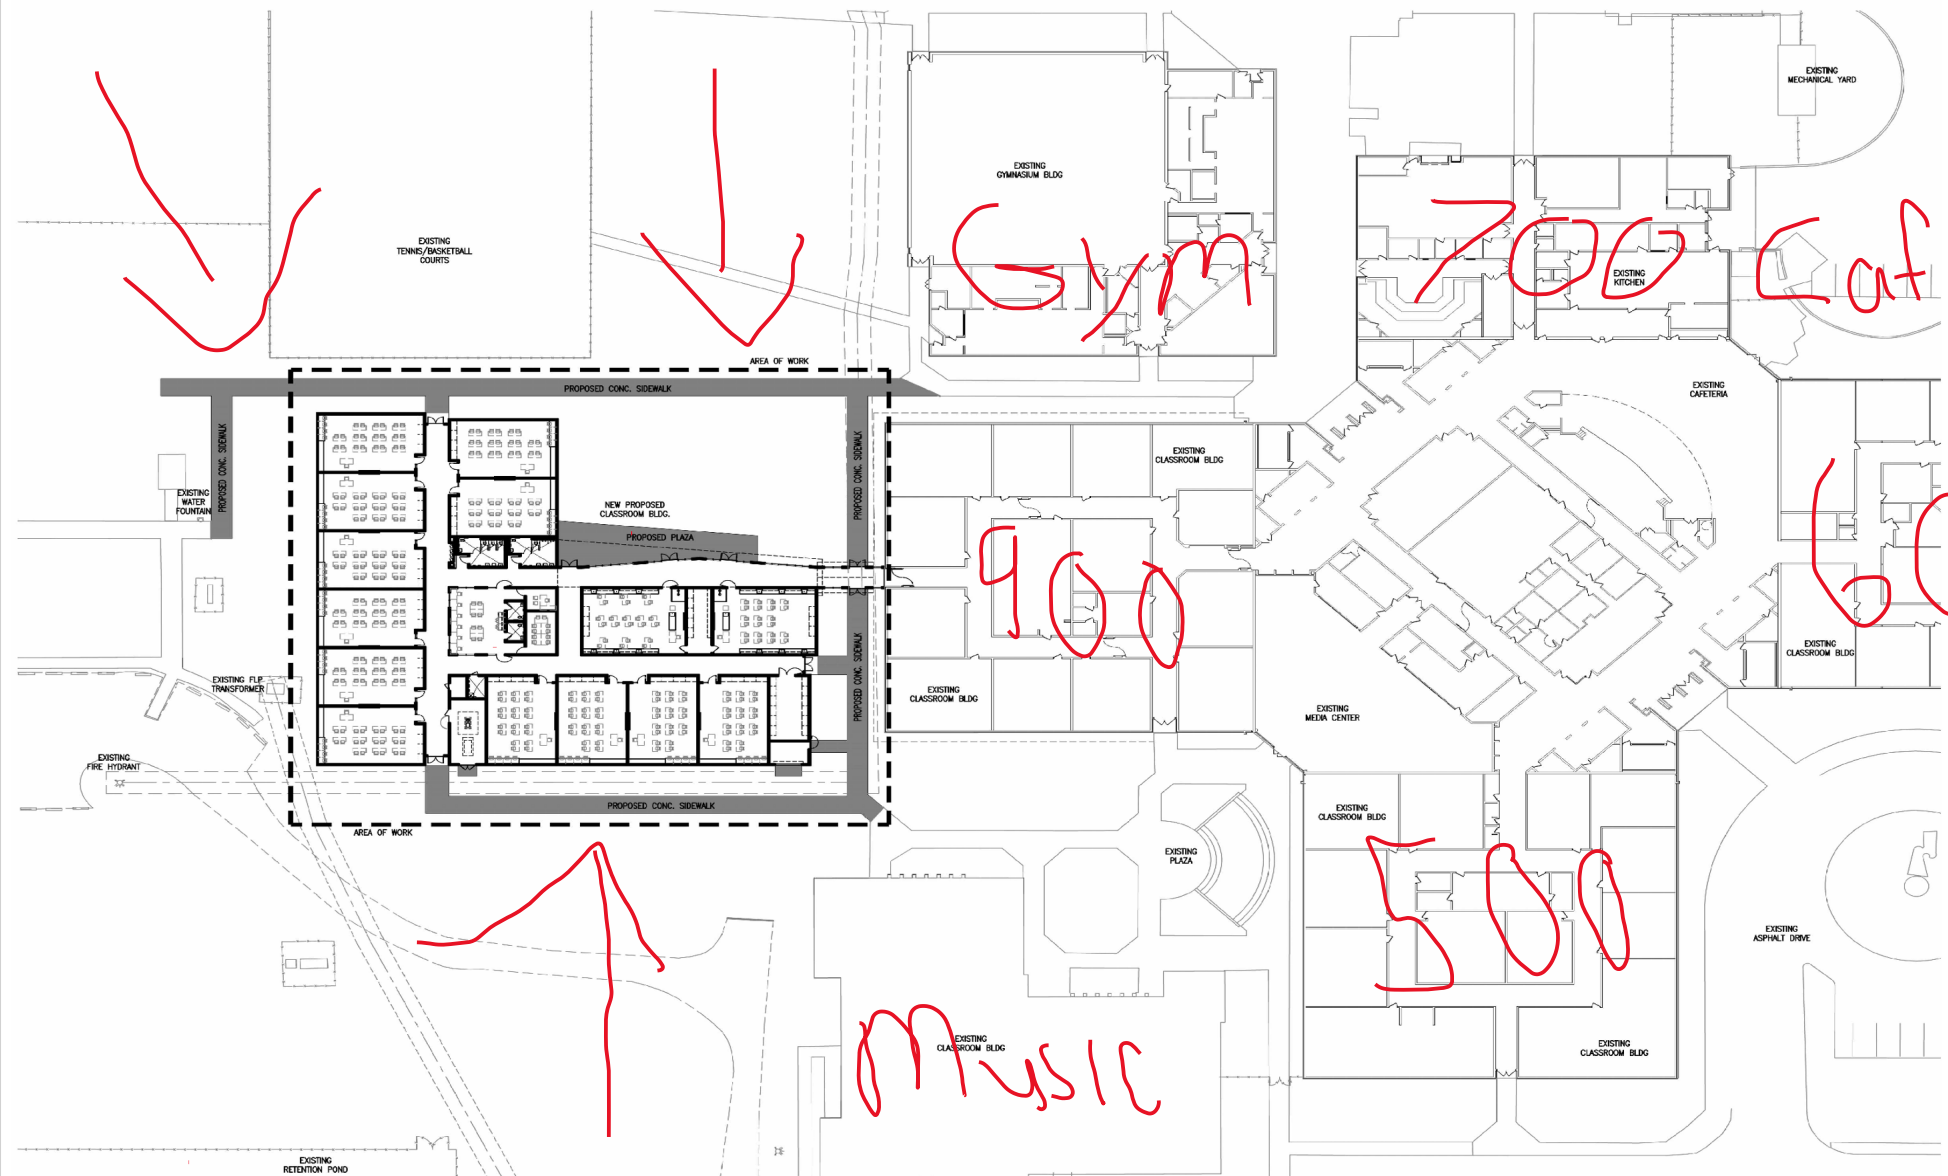 EXISTING
MECHANICAL YARD
EXISTING
GYMNASIUM BLDG
Gym
EXISTING
TENNIS/BASKETBALL
COURTS
700
EXISTING
KITCHEN
Caf
AREA OF WORK
PROPOSED CONC. SIDEWALK
EXISTING
CAFETERIA
PROPOSED CONC. SIDEWALK
EXISTING
WATER
FOUNTAIN
NEW PROPOSED
CLASSROOM BLDG.
PROPOSED PLAZA
PROPOSED CONC. SIDEWALK
EXISTING
CLASSROOM BLDG
900
60
EXISTING
CLASSROOM BLDG
EXISTING FLP
TRANSFORMER
PROPOSED CONC. SIDEWALK
EXISTING
CLASSROOM BLDG
EXISTING
MEDIA CENTER
EXISTING
FIRE HYDRANT
PROPOSED CONC. SIDEWALK
AREA OF WORK
EXISTING
CLASSROOM BLDG
EXISTING
PLAZA
500
EXISTING
ASPHALT DRIVE
EXISTING
CLASSROOM BLDG
Music
EXISTING
CLASSROOM BLDG
EXISTING
RETENTION POND